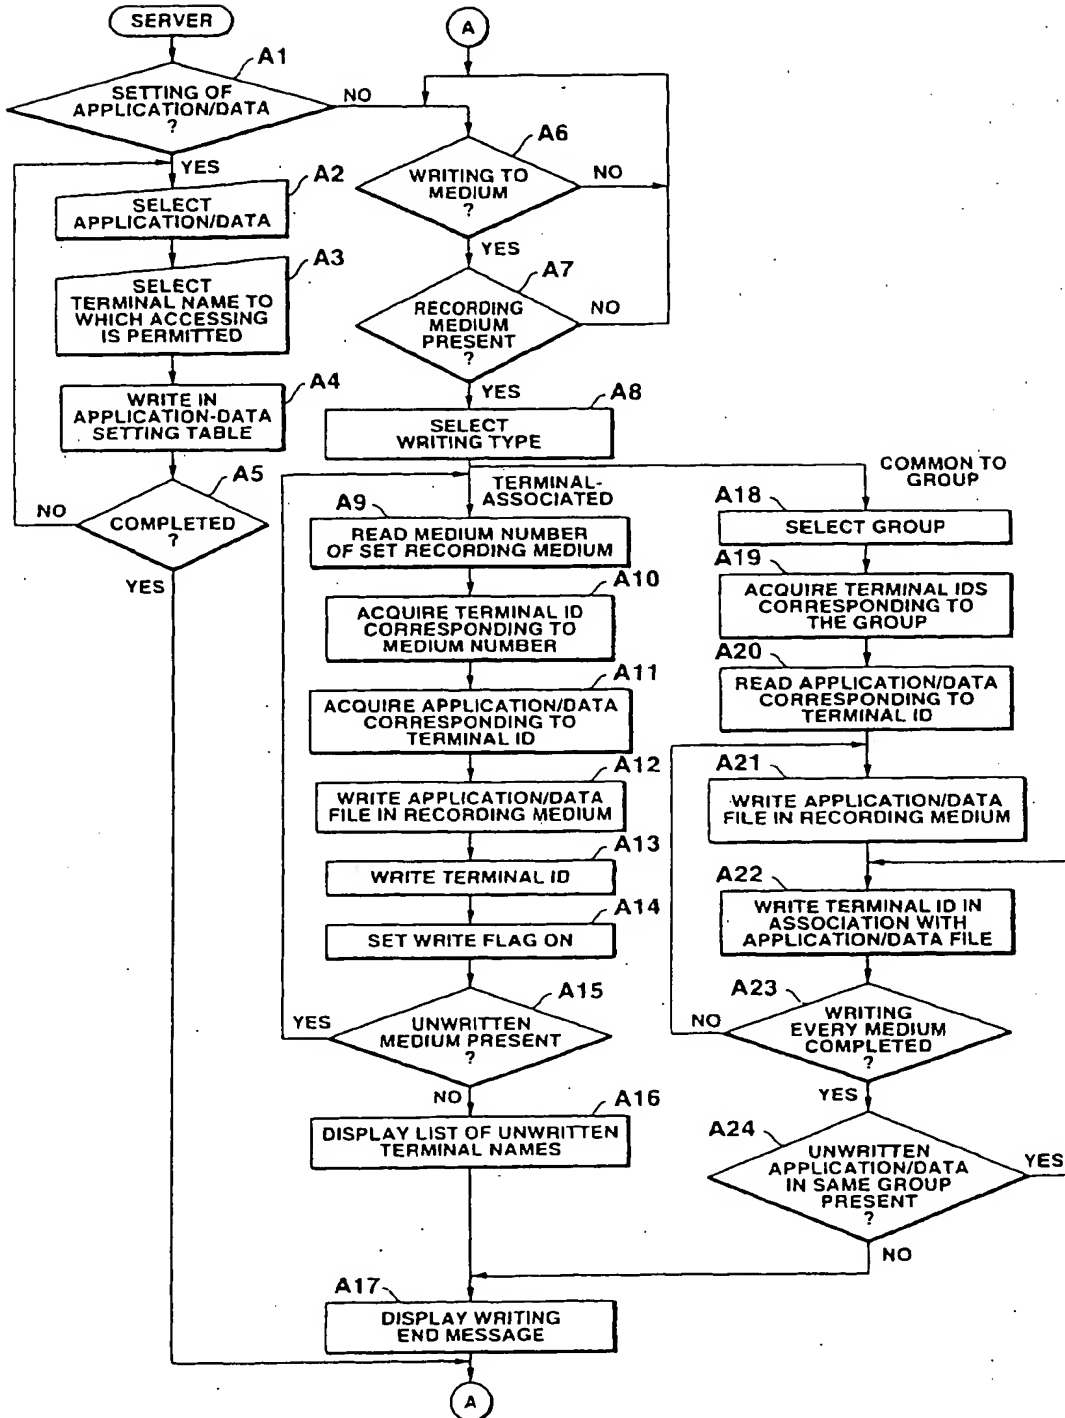 SERVER
A1
SETTING OF
APPLICATION/DATA
?
NO
YES
A2
SELECT
APPLICATION/DATA
A3
SELECT
TERMINAL NAME TO
WHICH ACCESSING
IS PERMITTED
A4
WRITE IN
APPLICATION-DATA
SETTING TABLE
A5
NO
COMPLETED
?
YES
A
A6
WRITING TO
MEDIUM
?
NO
YES
A7
RECORDING
MEDIUM
PRESENT
?
NO
YES
A8
SELECT
WRITING TYPE
TERMINAL-
ASSOCIATED
A9
READ MEDIUM NUMBER
OF SET RECORDING MEDIUM
A10
ACQUIRE TERMINAL ID
CORRESPONDING TO
MEDIUM NUMBER
A11
ACQUIRE APPLICATION/DATA
CORRESPONDING TO
TERMINAL ID
A12
WRITE APPLICATION/DATA
FILE IN RECORDING MEDIUM
A13
WRITE TERMINAL ID
A14
SET WRITE FLAG ON
A15
YES
UNWRITTEN
MEDIUM PRESENT
?
NO
A16
DISPLAY LIST OF UNWRITTEN
TERMINAL NAMES
COMMON TO
GROUP
A18
SELECT GROUP
A19
ACQUIRE TERMINAL IDS
CORRESPONDING TO
THE GROUP
A20
READ APPLICATION/DATA
CORRESPONDING TO
TERMINAL ID
A21
WRITE APPLICATION/DATA
FILE IN RECORDING MEDIUM
A22
WRITE TERMINAL ID IN
ASSOCIATION WITH
APPLICATION/DATA FILE
A23
NO
WRITING
EVERY MEDIUM
COMPLETED
?
YES
A24
UNWRITTEN
APPLICATION/DATA
IN SAME GROUP
PRESENT
?
YES
NO
A17
DISPLAY WRITING
END MESSAGE
A